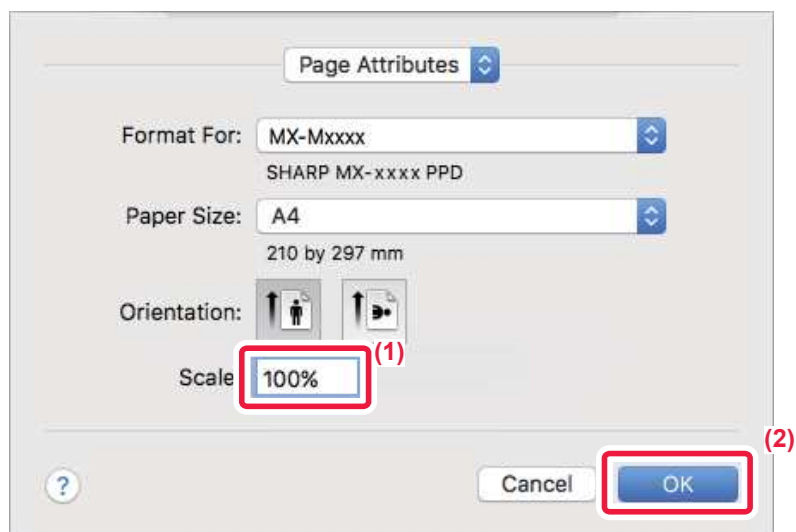 Page Attributes
Format For: MX-Mxxxx
SHARP MX-xxxx PPD
Paper Size: A4
210 by 297 mm
Orientation:
(1)
Scale 100%
(2)
? Cancel OK